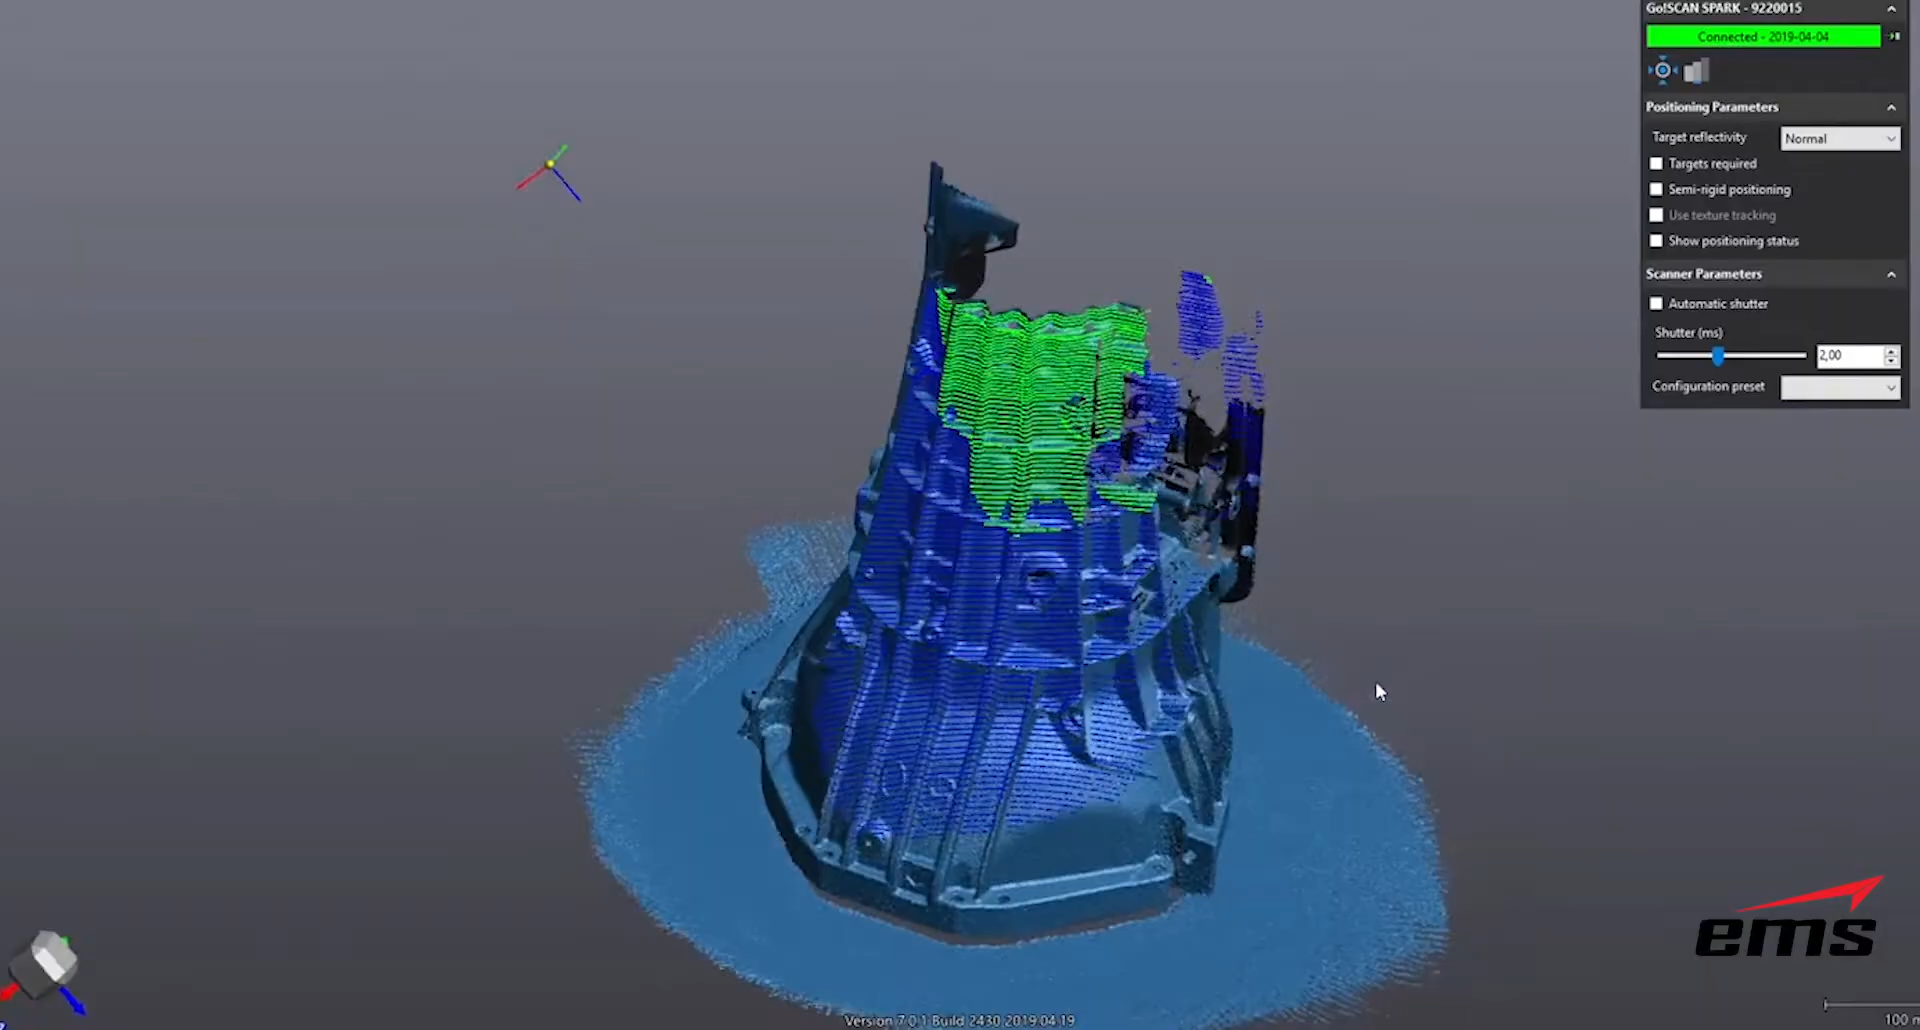 Go!SCAN SPARK - 9220015
Connected - 2019-04-04
Positioning Parameters
Target reflectivity
Normal
Targets required
Semi-rigid positioning
Use texture tracking
Show positioning status
Scanner Parameters
Automatic shutter
Shutter (ms)
2,00
Configuration preset
ems
Version 7.0.1 Build 2430 2019.04.19
100 m